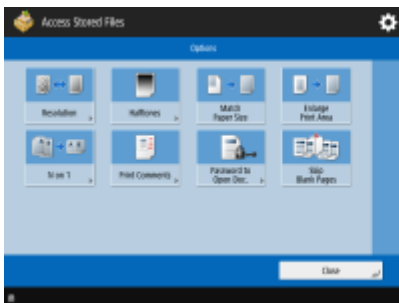 Access Stored Files
Options
Resolution
Halftones
Match
Paper Size
Enlarge
Print Area
N on 1
Print Comments
Password to
Open Doc.
Skip
Blank Pages
Close